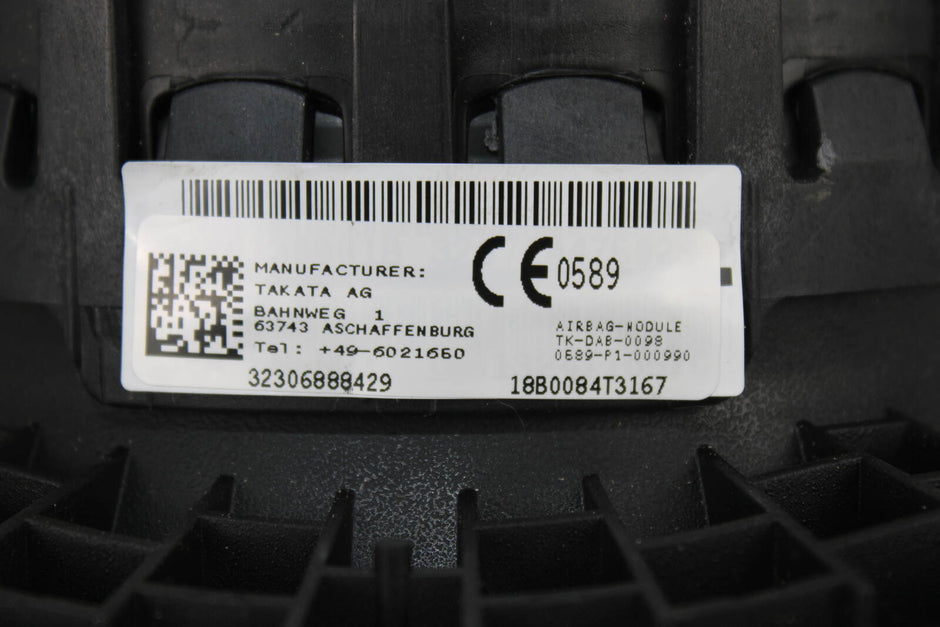 CE 0589
MANUFACTURER:
TAKATA AG
BAHNWEG 1
63743 ASCHAFFENBURG
Tel: +49-6021650
AIRBAG-MODULE
TK-DAB-0098
0589-P1-000990
32306888429
18B0084T3167